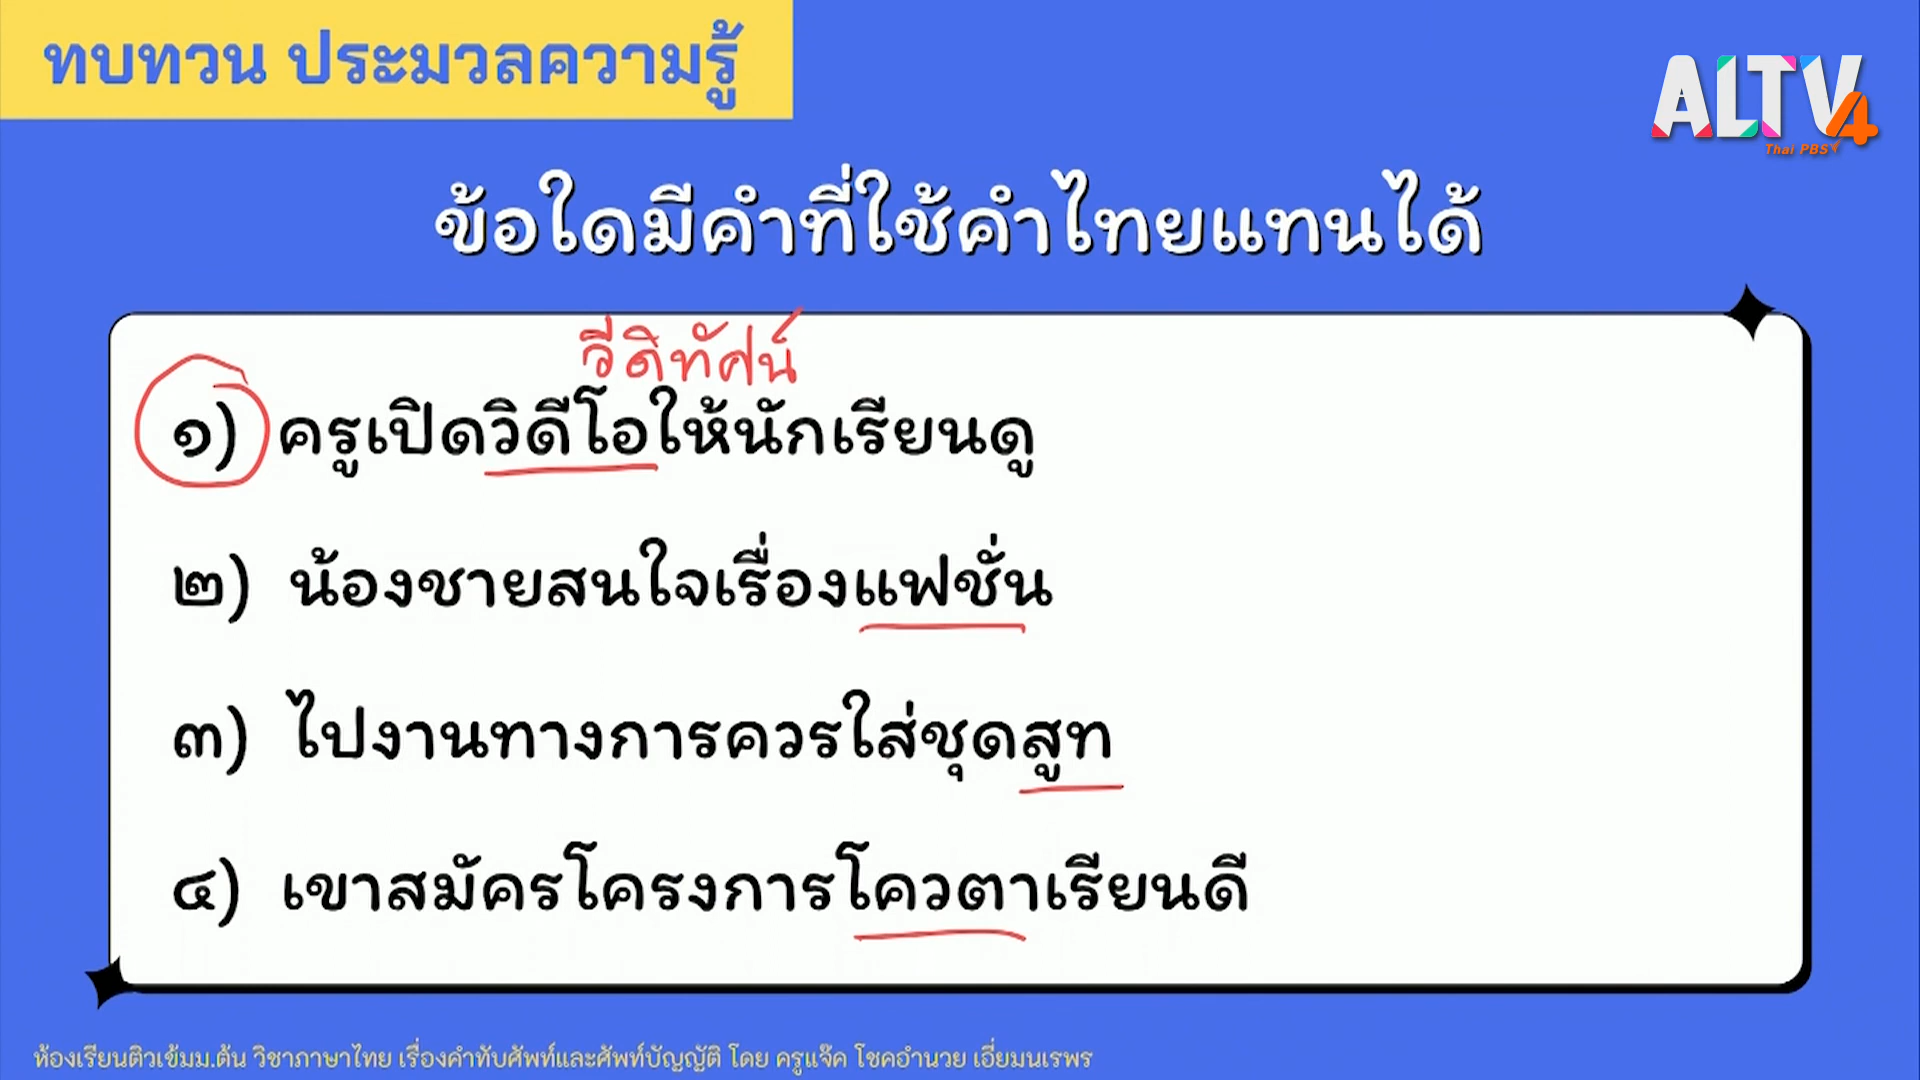 ทบทวน ประมวลความรู้
ALTV4
Thai PBS
ข้อใดมีคำที่ใช้คำไทยแทนได้
วีดิทัศน์
๑) ครูเปิดวิดีโอให้นักเรียนดู
๒) น้องชายสนใจเรื่องแฟชั่น
๓) ไปงานทางการควรใส่ชุดสูท
๔) เขาสมัครโครงการโควตาเรียนดี
ห้องเรียนติวเข้มม.ต้น วิชาภาษาไทย เรื่องคำทับศัพท์และศัพท์บัญญัติ โดย ครูแจ๊ค โชคอำนวย เอี่ยมนเรพร